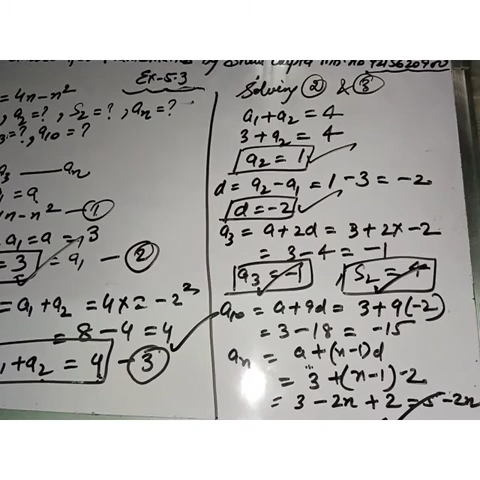 Ex-5.3
= 4n-n²
, a₂=? , S₂=? , aₙ=?
=? , a₁₀=?
a₃ —— aₙ
= a
4n-n² — ①
a₁ = a = 3
= 3 = a₁ — ②
= a₁ + a₂ = 4×2 - 2²
= 8-4 = 4
a₁ + a₂ = 4 - ③
Solving ② & ③
a₁+a₂ = 4
3+a₂ = 4
a₂ = 1
d = a₂-a₁ = 1-3 = -2
d = -2
a₃ = a+2d = 3+2×-2
= 3-4 = -1
a₃ = -1 S₂ = 4
a₁₀ = a+9d = 3+9(-2)
= 3-18 = -15
aₙ = a+(n-1)d
= 3+(n-1)-2
= 3-2n+2 = 5-2n